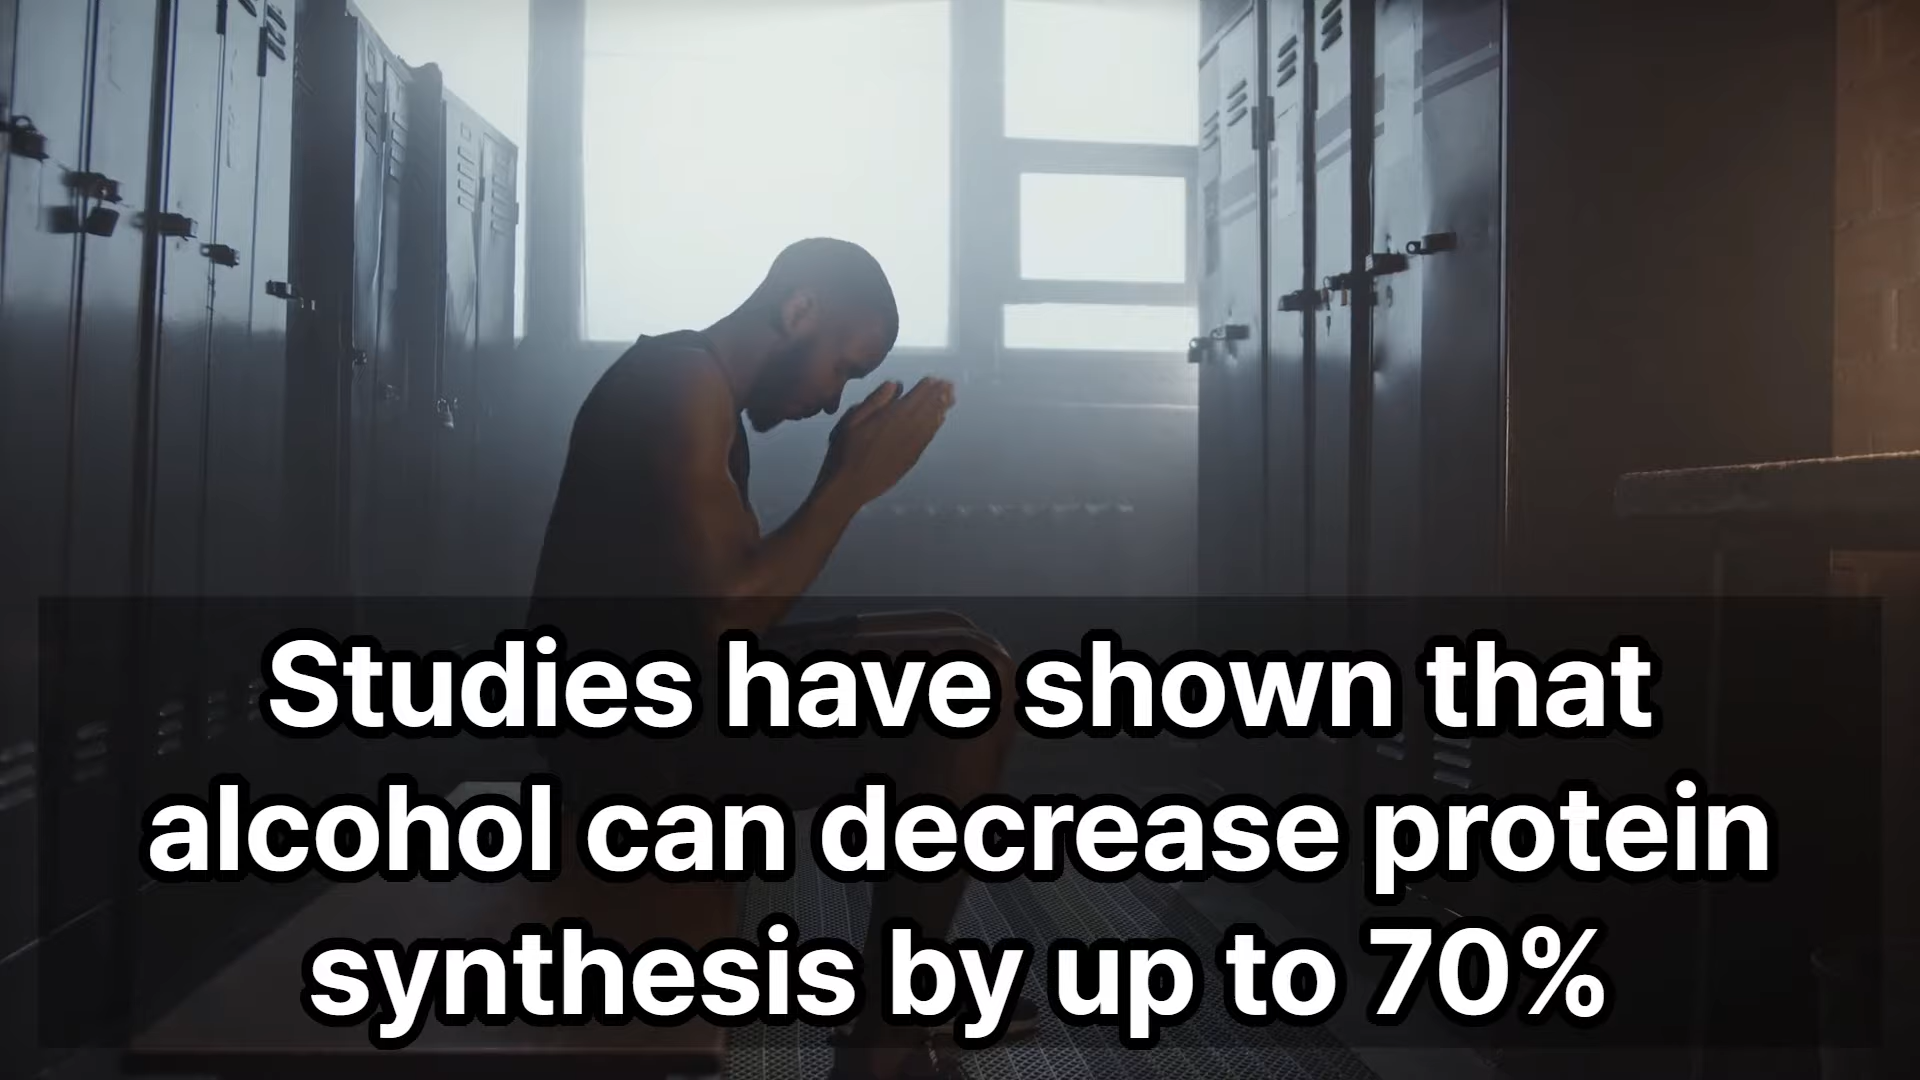 Studies have shown that
alcohol can decrease protein
synthesis by up to 70%